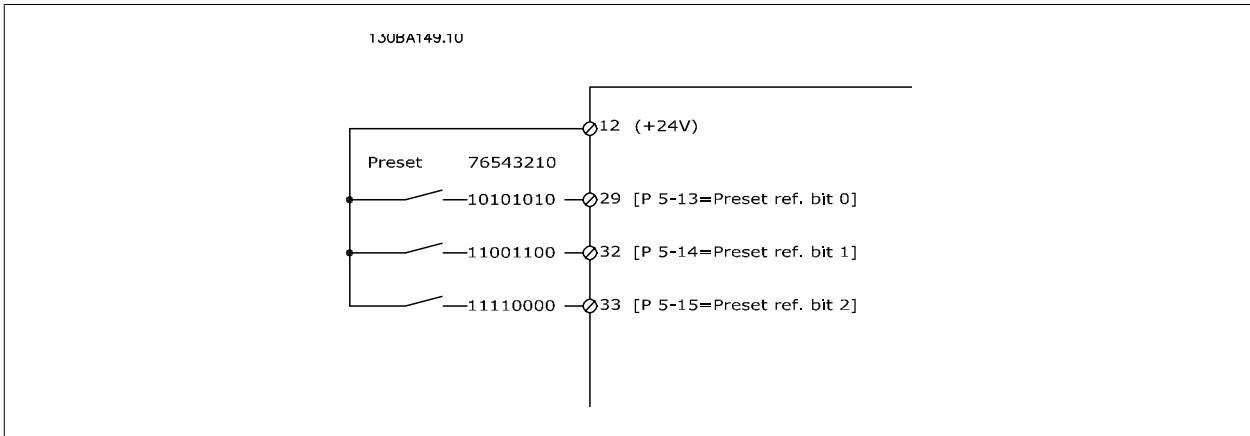 130BA149.10
12 (+24V)
Preset 76543210
10101010 29 [P 5-13=Preset ref. bit 0]
11001100 32 [P 5-14=Preset ref. bit 1]
11110000 33 [P 5-15=Preset ref. bit 2]